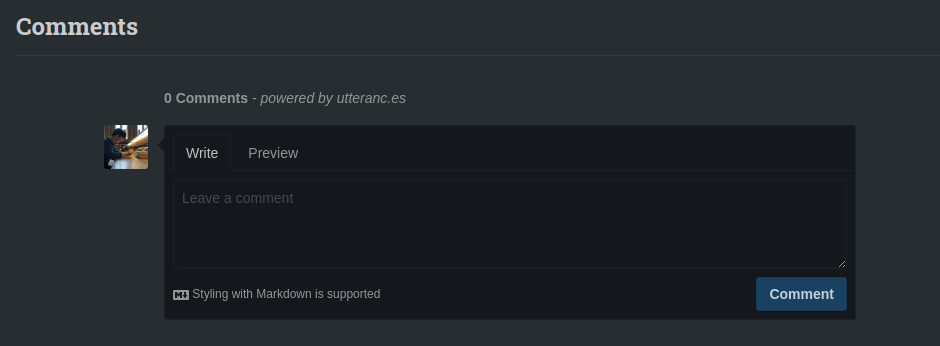 Comments
0 Comments - powered by utteranc.es
Write Preview
Leave a comment
Styling with Markdown is supported
Comment